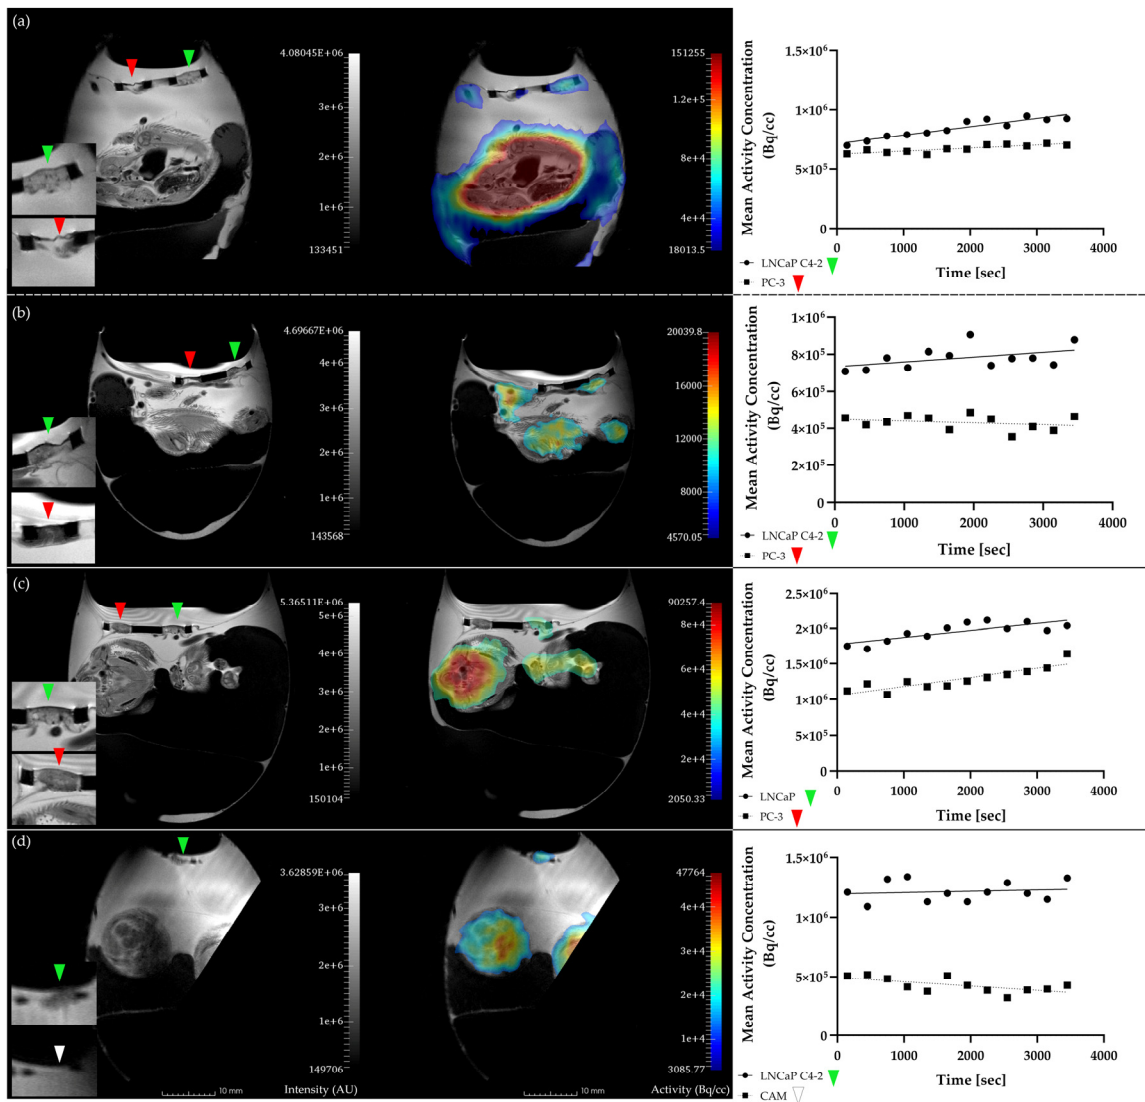 (a)
4.08045E+06
3e+6
2e+6
1e+6
133451
151255
1.2e+5
8e+4
4e+4
18013.5
Mean Activity Concentration
(Bq/cc)
1.5×10⁶
1×10⁶
5×10⁵
0
0 1000 2000 3000 4000
Time [sec]
LNCaP C4-2
PC-3
(b)
4.69667E+06
4e+6
3e+6
2e+6
1e+6
143568
20039.8
16000
12000
8000
4570.05
Mean Activity Concentration
(Bq/cc)
1×10⁶
8×10⁵
6×10⁵
4×10⁵
2×10⁵
0
0 1000 2000 3000 4000
Time [sec]
LNCaP C4-2
PC-3
(c)
5.36511E+06
5e+6
4e+6
3e+6
2e+6
1e+6
150104
90257.4
8e+4
6e+4
4e+4
2e+4
2050.33
Mean Activity Concentration
(Bq/cc)
2.5×10⁶
2×10⁶
1.5×10⁶
1×10⁶
5×10⁵
0
0 1000 2000 3000 4000
Time [sec]
LNCaP
PC-3
(d)
3.62859E+06
3e+6
2e+6
1e+6
149706
10 mm
Intensity (AU)
47764
4e+4
3e+4
2e+4
1e+4
3085.77
10 mm
Activity (Bq/cc)
Mean Activity Concentration
(Bq/cc)
1.5×10⁶
1×10⁶
5×10⁵
0
0 1000 2000 3000 4000
Time [sec]
LNCaP C4-2
CAM